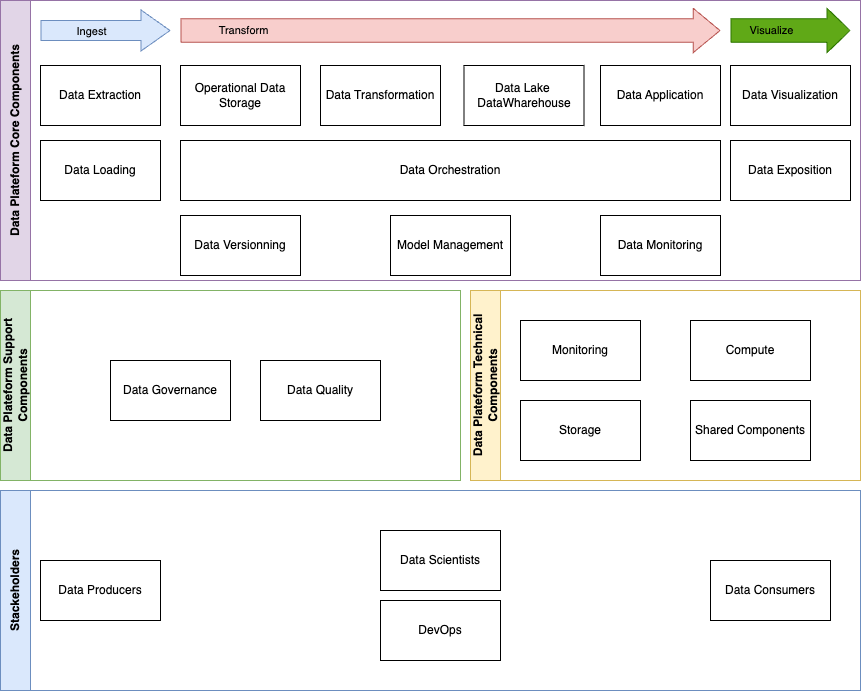 Data Plateform Core Components
Ingest
Transform
Visualize
Data Extraction
Operational Data
Storage
Data Transformation
Data Lake
DataWharehouse
Data Application
Data Visualization
Data Loading
Data Orchestration
Data Exposition
Data Versionning
Model Management
Data Monitoring
Data Plateform Support
Components
Data Governance
Data Quality
Data Plateform Technical
Components
Monitoring
Compute
Storage
Shared Components
Stackeholders
Data Producers
Data Scientists
DevOps
Data Consumers